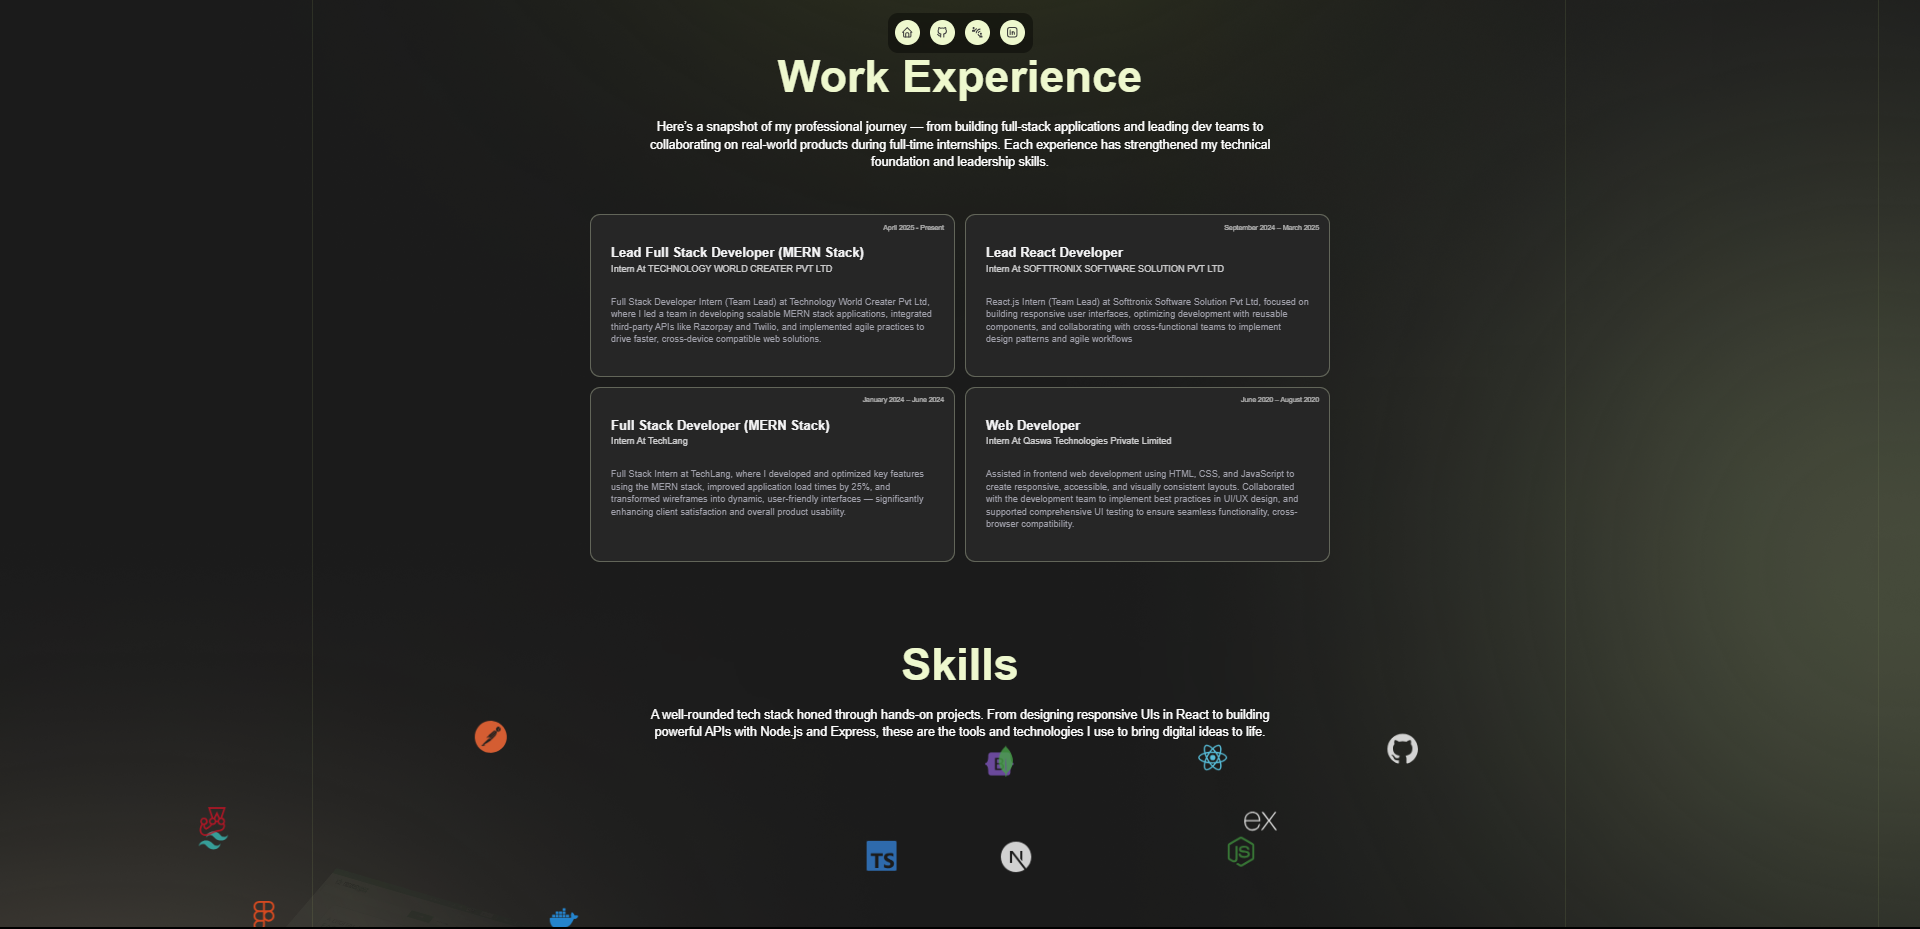 Work Experience
Here's a snapshot of my professional journey — from building full-stack applications and leading dev teams to
collaborating on real-world products during full-time internships. Each experience has strengthened my technical
foundation and leadership skills.
April 2025 - Present
Lead Full Stack Developer (MERN Stack)
Intern At TECHNOLOGY WORLD CREATER PVT LTD
Full Stack Developer Intern (Team Lead) at Technology World Creater Pvt Ltd,
where I led a team in developing scalable MERN stack applications, integrated
third-party APIs like Razorpay and Twilio, and implemented agile practices to
drive faster, cross-device compatible web solutions.
September 2024 – March 2025
Lead React Developer
Intern At SOFTTRONIX SOFTWARE SOLUTION PVT LTD
React.js Intern (Team Lead) at Softtronix Software Solution Pvt Ltd, focused on
building responsive user interfaces, optimizing development with reusable
components, and collaborating with cross-functional teams to implement
design patterns and agile workflows
January 2024 – June 2024
Full Stack Developer (MERN Stack)
Intern At TechLang
Full Stack Intern at TechLang, where I developed and optimized key features
using the MERN stack, improved application load times by 25%, and
transformed wireframes into dynamic, user-friendly interfaces — significantly
enhancing client satisfaction and overall product usability.
June 2020 – August 2020
Web Developer
Intern At Qaswa Technologies Private Limited
Assisted in frontend web development using HTML, CSS, and JavaScript to
create responsive, accessible, and visually consistent layouts. Collaborated
with the development team to implement best practices in UI/UX design, and
supported comprehensive UI testing to ensure seamless functionality, cross-
browser compatibility.
Skills
A well-rounded tech stack honed through hands-on projects. From designing responsive UIs in React to building
powerful APIs with Node.js and Express, these are the tools and technologies I use to bring digital ideas to life.
ex
TS
N
JS